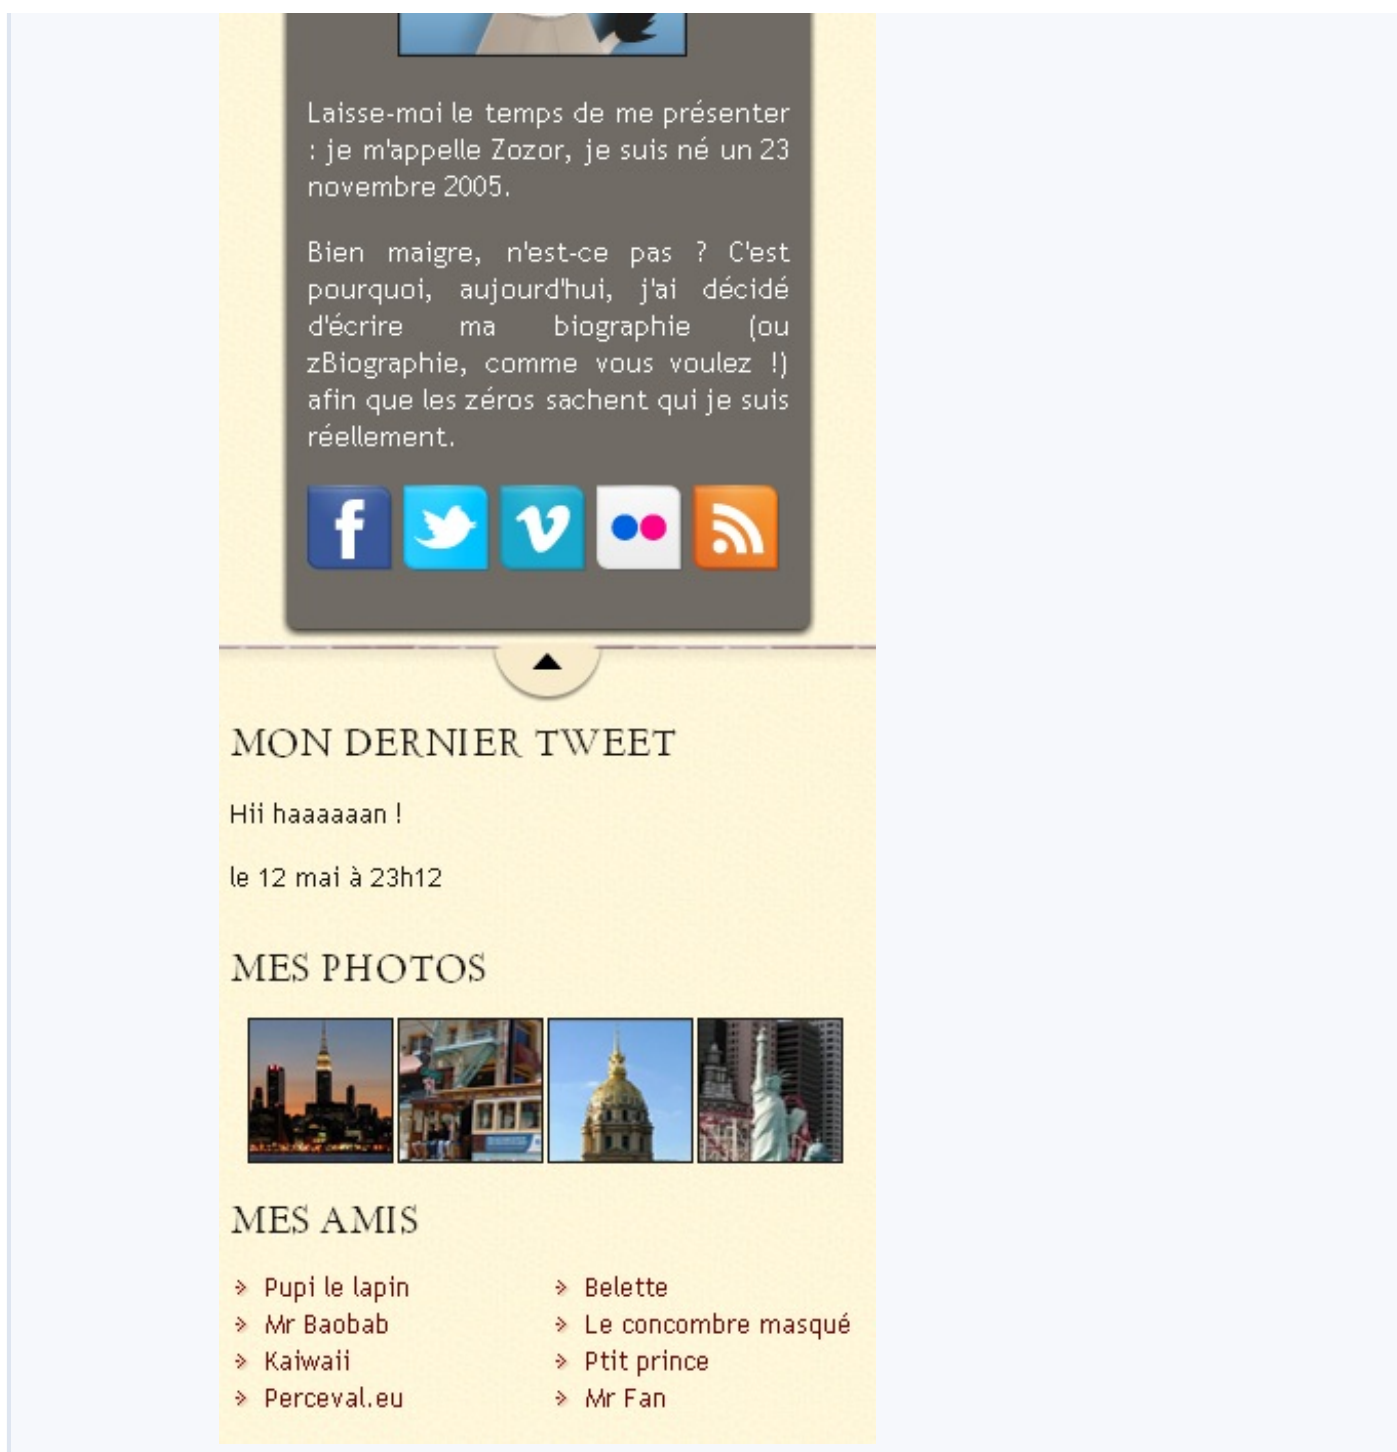 Laisse-moi le temps de me présenter
: je m'appelle Zozor, je suis né un 23
novembre 2005.
Bien maigre, n'est-ce pas ? C'est
pourquoi, aujourd'hui, j'ai décidé
d'écrire ma biographie (ou
zBiographie, comme vous voulez !)
afin que les zéros sachent qui je suis
réellement.
MON DERNIER TWEET
Hii haaaaaan !
le 12 mai à 23h12
MES PHOTOS
MES AMIS
Pupi le lapin
Mr Baobab
Kaiwaii
Perceval.eu
Belette
Le concombre masqué
Ptit prince
Mr Fan